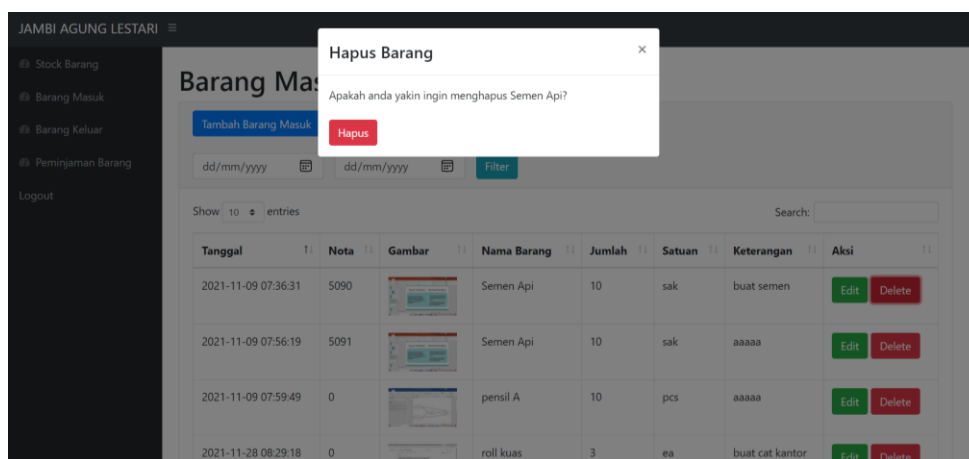 JAMBI AGUNG LESTARI
Hapus Barang ×
Stock Barang
Barang Mas
Barang Masuk
Apakah anda yakin ingin menghapus Semen Api?
Tambah Barang Masuk
Hapus
Barang Keluar
Peminjaman Barang
dd/mm/yyyy dd/mm/yyyy Filter
Logout
Show 10 entries Search:
Tanggal Nota Gambar Nama Barang Jumlah Satuan Keterangan Aksi
2021-11-09 07:36:31 5090 Semen Api 10 sak buat semen Edit Delete
2021-11-09 07:56:19 5091 Semen Api 10 sak aaaaa Edit Delete
2021-11-09 07:59:49 0 pensil A 10 pcs aaaaa Edit Delete
2021-11-28 08:29:18 0 roll kuas 3 ea buat cat kantor Edit Delete